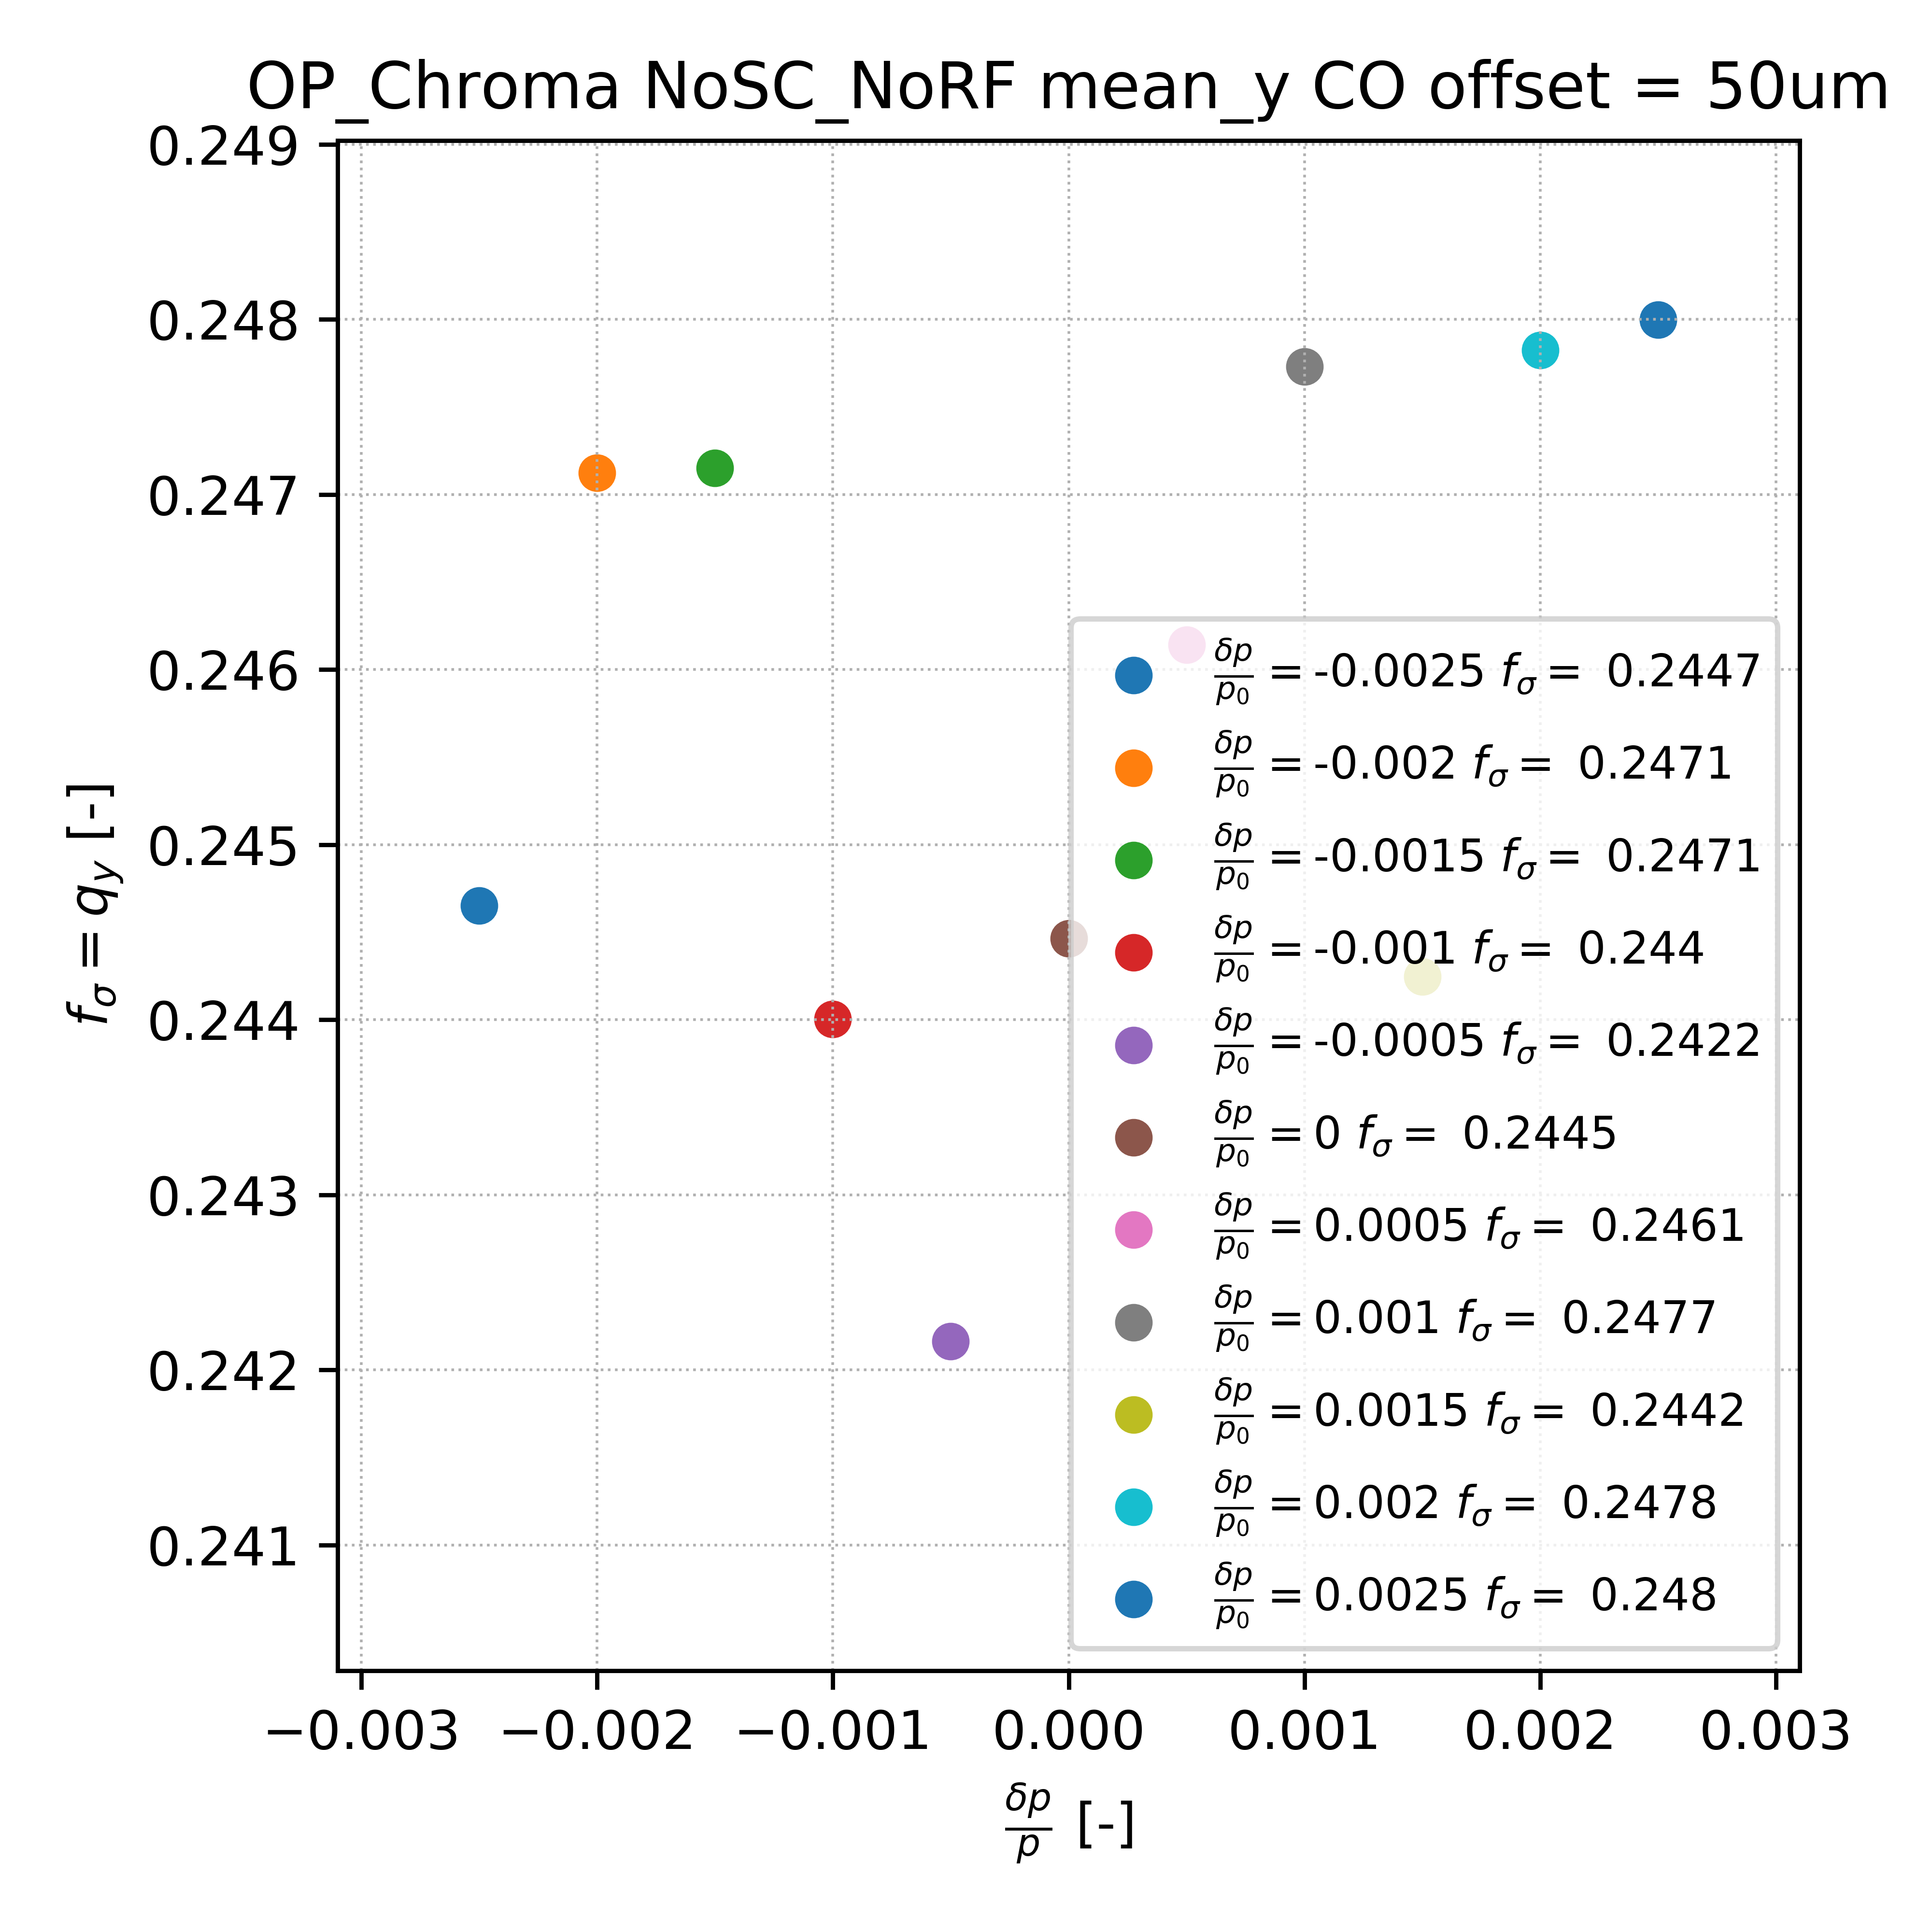 OP_Chroma NoSC_NoRF mean_y CO offset = 50um
0.249
0.248
0.247
0.246
0.245
0.244
0.243
0.242
0.241
f_σ = q_y [-]
δp/p₀ = -0.0025 f_σ = 0.2447
δp/p₀ = -0.002 f_σ = 0.2471
δp/p₀ = -0.0015 f_σ = 0.2471
δp/p₀ = -0.001 f_σ = 0.244
δp/p₀ = -0.0005 f_σ = 0.2422
δp/p₀ = 0 f_σ = 0.2445
δp/p₀ = 0.0005 f_σ = 0.2461
δp/p₀ = 0.001 f_σ = 0.2477
δp/p₀ = 0.0015 f_σ = 0.2442
δp/p₀ = 0.002 f_σ = 0.2478
δp/p₀ = 0.0025 f_σ = 0.248
−0.003 −0.002 −0.001 0.000 0.001 0.002 0.003
δp/p [-]